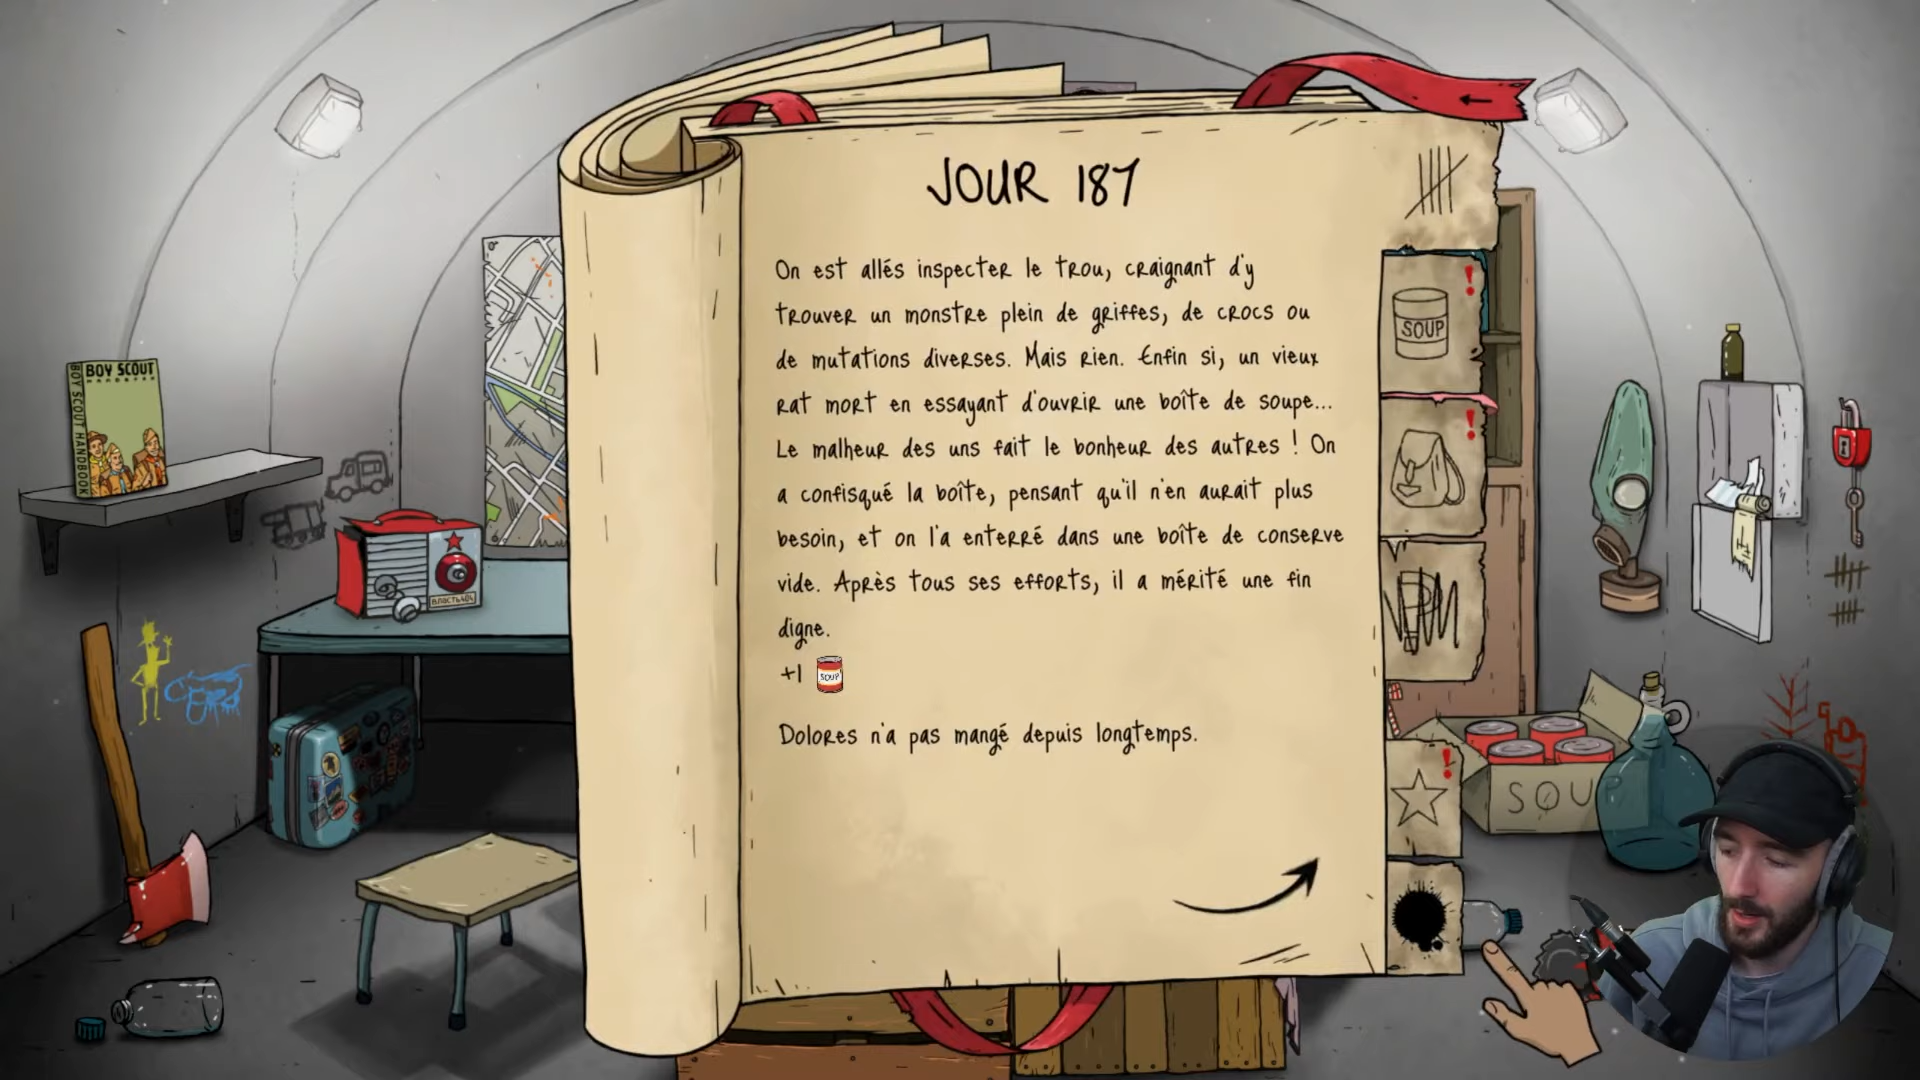 JOUR 187
On est allés inspecter le trou, craignant d'y
trouver un monstre plein de griffes, de crocs ou
de mutations diverses. Mais rien. Enfin si, un vieux
rat mort en essayant d'ouvrir une boîte de soupe...
Le malheur des uns fait le bonheur des autres ! On
a confisqué la boîte, pensant qu'il n'en aurait plus
besoin, et on l'a enterré dans une boîte de conserve
vide. Après tous ses efforts, il a mérité une fin
digne.
+1 SOUP
Dolores n'a pas mangé depuis longtemps.
BOY SCOUT
HANDBOOK
BOY SCOUT HANDBOOK
ВЛАСТЬ404
SOUP
!
!
!
SOUP